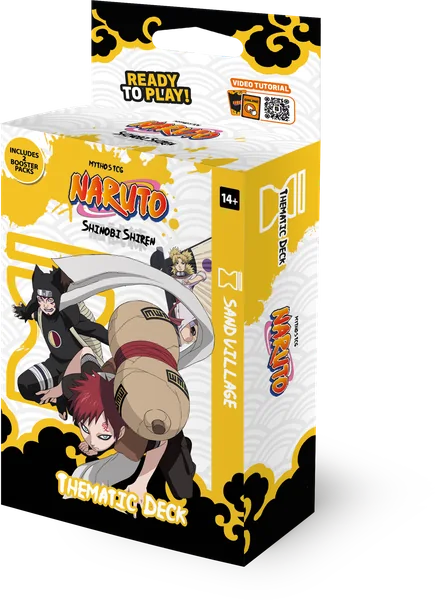 READY
TO PLAY!
VIDEO TUTORIAL
INCLUDES
2
BOOSTER
PACKS
MYTHOS TCG
NARUTO
SHINOBI SHIREN
14+
SAND VILLAGE
THEMATIC DECK
THEMATIC DECK
MYTHOS TCG
NARUTO